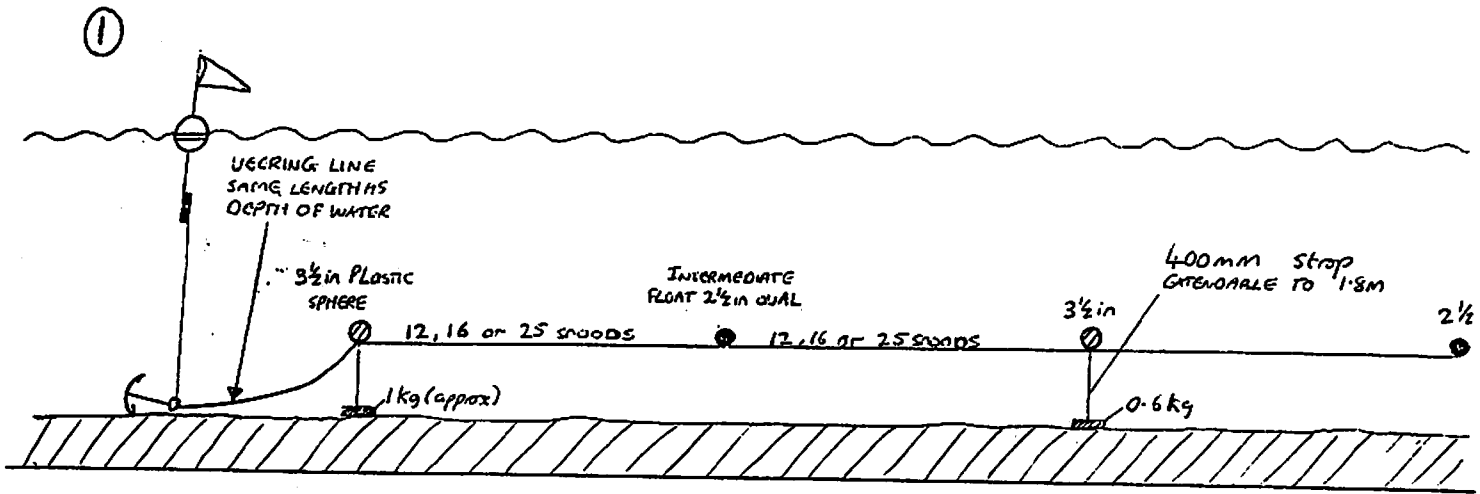 1
VEERING LINE
SAME LENGTH AS
DEPTH OF WATER
3½in PLASTIC
SPHERE
INTERMEDIATE
FLOAT 2½in OVAL
400mm Strop
EXTENDABLE TO 1.8M
3½in
2½
12, 16 or 25 SNOODS
12, 16 or 25 SNOODS
1kg (approx)
0.6kg